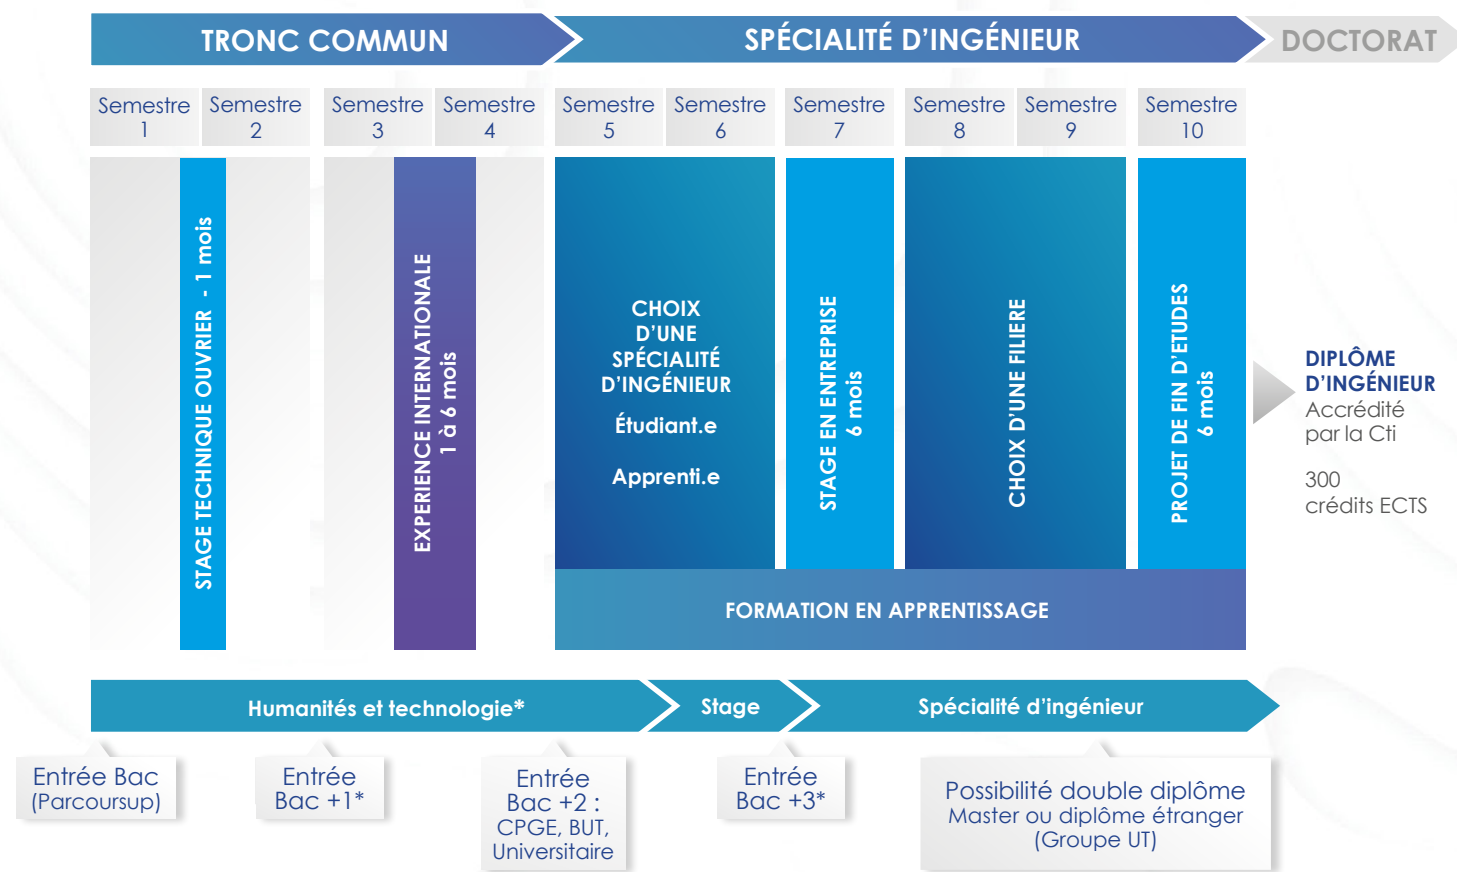 TRONC COMMUN
SPÉCIALITÉ D'INGÉNIEUR
DOCTORAT
Semestre
1
Semestre
2
Semestre
3
Semestre
4
Semestre
5
Semestre
6
Semestre
7
Semestre
8
Semestre
9
Semestre
10
STAGE TECHNIQUE OUVRIER - 1 mois
EXPERIENCE INTERNATIONALE
1 à 6 mois
CHOIX
D'UNE
SPÉCIALITÉ
D'INGÉNIEUR
Étudiant.e
Apprenti.e
STAGE EN ENTREPRISE
6 mois
CHOIX D'UNE FILIERE
PROJET DE FIN D'ETUDES
6 mois
DIPLÔME
D'INGÉNIEUR
Accrédité
par la Cti
300
crédits ECTS
FORMATION EN APPRENTISSAGE
Humanités et technologie*
Stage
Spécialité d'ingénieur
Entrée Bac
(Parcoursup)
Entrée
Bac +1*
Entrée
Bac +2 :
CPGE, BUT,
Universitaire
Entrée
Bac +3*
Possibilité double diplôme
Master ou diplôme étranger
(Groupe UT)